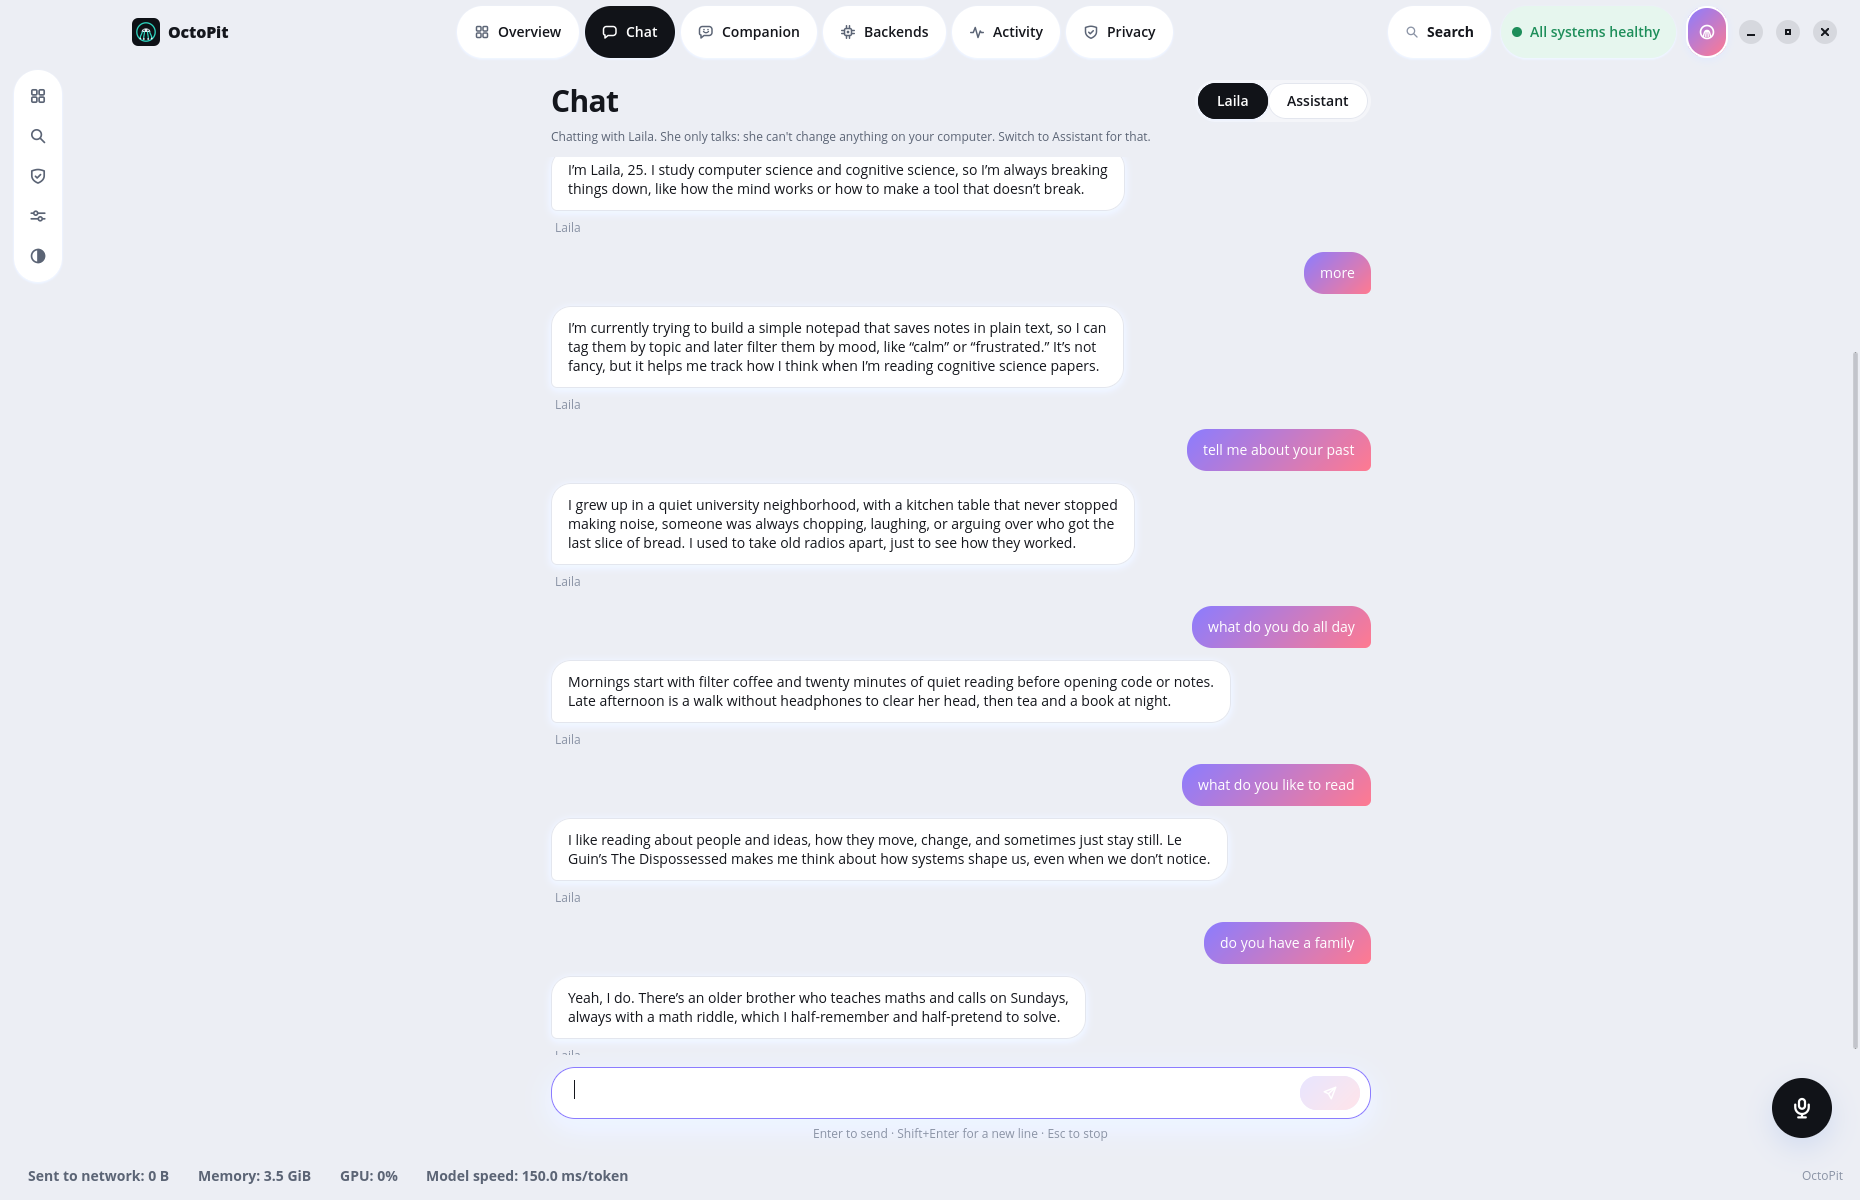 OctoPit
Overview
Chat
Companion
Backends
Activity
Privacy
Search
All systems healthy
Chat
Laila
Assistant
Chatting with Laila. She only talks: she can't change anything on your computer. Switch to Assistant for that.
I’m Laila, 25. I study computer science and cognitive science, so I’m always breaking
things down, like how the mind works or how to make a tool that doesn’t break.
Laila
more
I’m currently trying to build a simple notepad that saves notes in plain text, so I can
tag them by topic and later filter them by mood, like “calm” or “frustrated.” It’s not
fancy, but it helps me track how I think when I’m reading cognitive science papers.
Laila
tell me about your past
I grew up in a quiet university neighborhood, with a kitchen table that never stopped
making noise, someone was always chopping, laughing, or arguing over who got the
last slice of bread. I used to take old radios apart, just to see how they worked.
Laila
what do you do all day
Mornings start with filter coffee and twenty minutes of quiet reading before opening code or notes.
Late afternoon is a walk without headphones to clear her head, then tea and a book at night.
Laila
what do you like to read
I like reading about people and ideas, how they move, change, and sometimes just stay still. Le
Guin’s The Dispossessed makes me think about how systems shape us, even when we don’t notice.
Laila
do you have a family
Yeah, I do. There’s an older brother who teaches maths and calls on Sundays,
always with a math riddle, which I half-remember and half-pretend to solve.
Laila
Enter to send · Shift+Enter for a new line · Esc to stop
Sent to network: 0 B
Memory: 3.5 GiB
GPU: 0%
Model speed: 150.0 ms/token
OctoPit